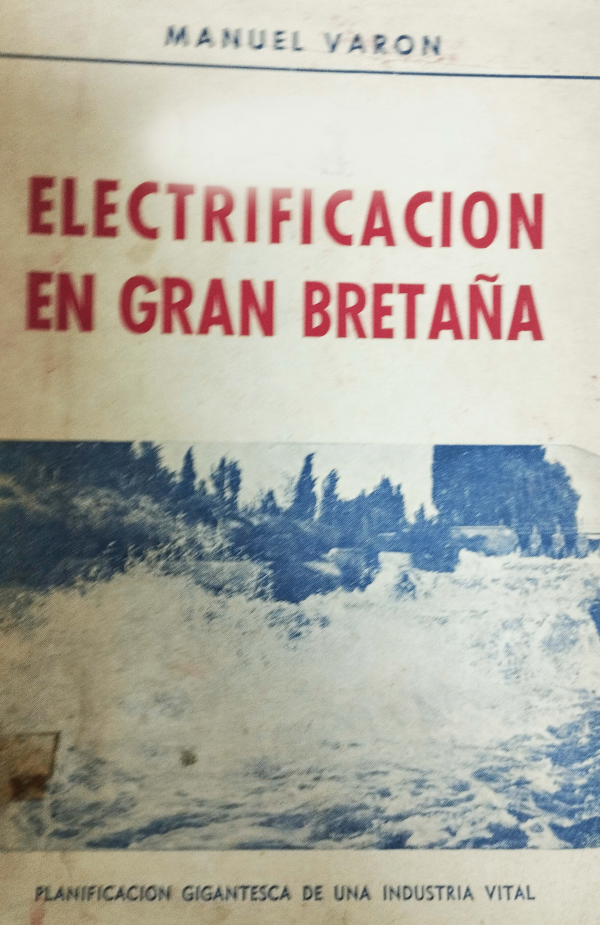 MANUEL VARON
ELECTRIFICACION
EN GRAN BRETAÑA
PLANIFICACION GIGANTESCA DE UNA INDUSTRIA VITAL